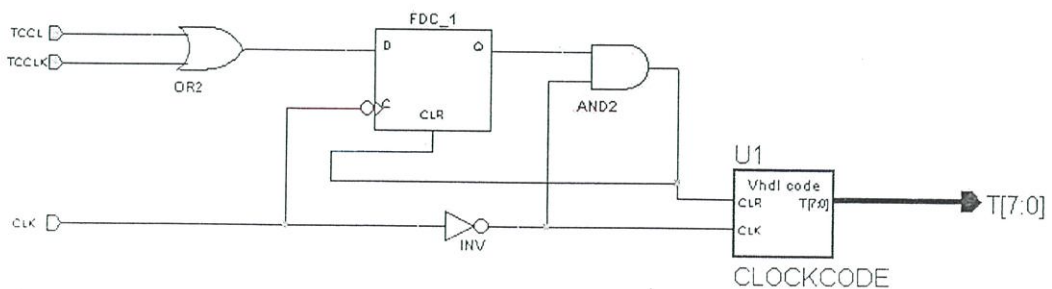 FDC_1
TCCL
TCCLK
OR2
D
Q
C
CLR
AND2
U1
Vhdl code
CLR
T[7:0]
CLK
T[7:0]
CLK
INV
CLOCKCODE